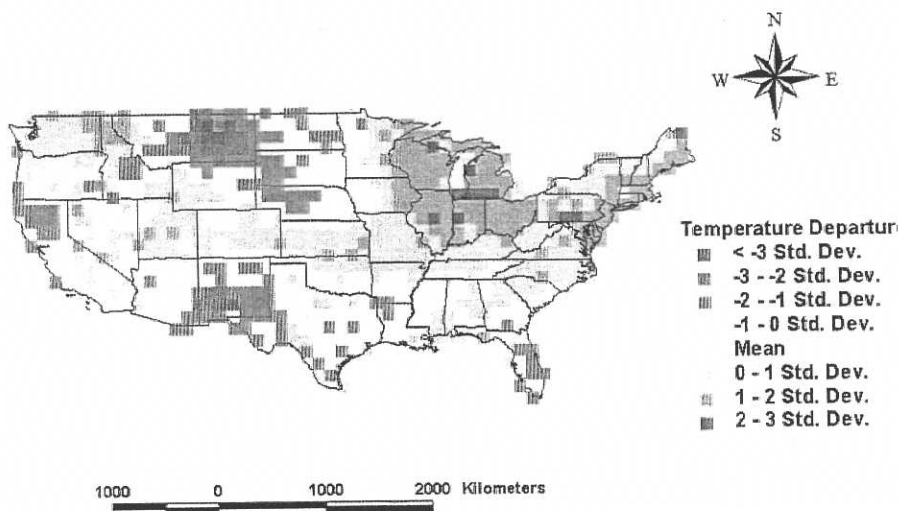 N
W E
S
Temperature Departure
< -3 Std. Dev.
-3 - -2 Std. Dev.
-2 - -1 Std. Dev.
-1 - 0 Std. Dev.
Mean
0 - 1 Std. Dev.
1 - 2 Std. Dev.
2 - 3 Std. Dev.
1000 0 1000 2000 Kilometers